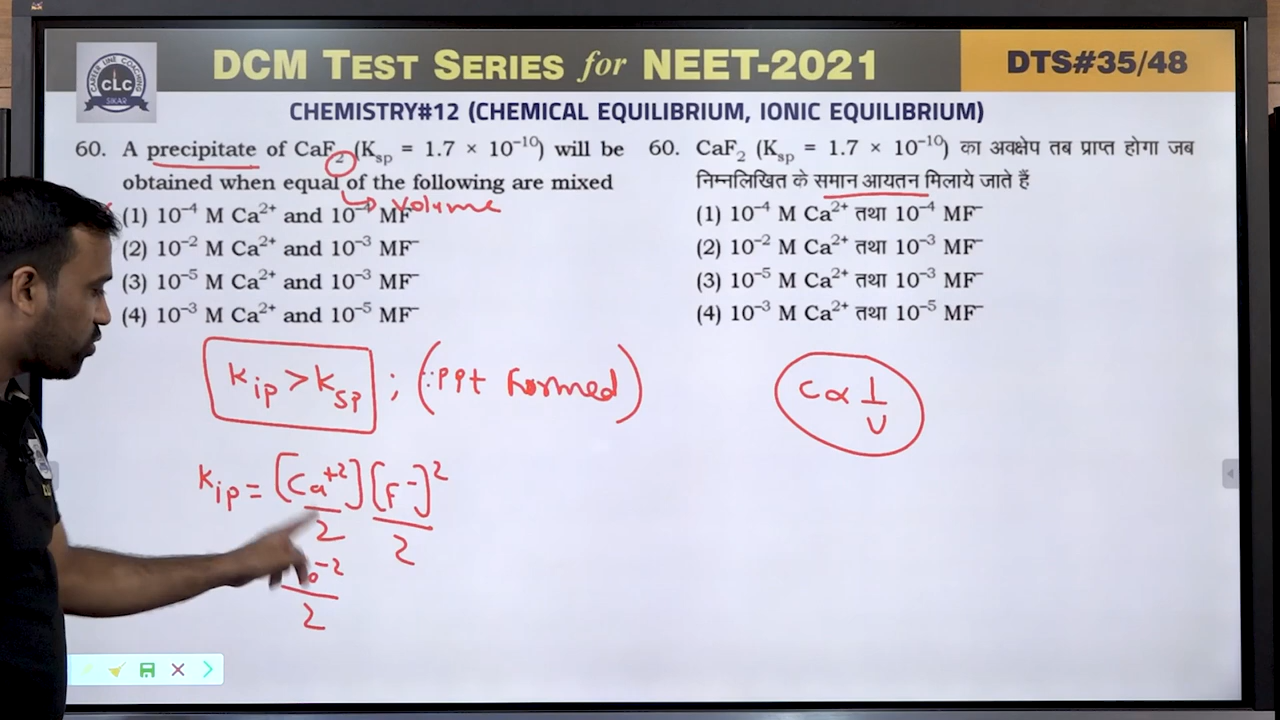 DCM TEST SERIES for NEET-2021
DTS#35/48
CAREER LINE COACHING
CLC
SIKAR
CHEMISTRY#12 (CHEMICAL EQUILIBRIUM, IONIC EQUILIBRIUM)
60. A precipitate of CaF₂ (Ksp = 1.7 × 10⁻¹⁰) will be
obtained when equal of the following are mixed
volume
(1) 10⁻⁴ M Ca²⁺ and 10⁻⁴ MF⁻
(2) 10⁻² M Ca²⁺ and 10⁻³ MF⁻
(3) 10⁻⁵ M Ca²⁺ and 10⁻³ MF⁻
(4) 10⁻³ M Ca²⁺ and 10⁻⁵ MF⁻
60. CaF₂ (Ksp = 1.7 × 10⁻¹⁰) का अवक्षेप तब प्राप्त होगा जब
निम्नलिखित के समान आयतन मिलाये जाते हैं
(1) 10⁻⁴ M Ca²⁺ तथा 10⁻⁴ MF⁻
(2) 10⁻² M Ca²⁺ तथा 10⁻³ MF⁻
(3) 10⁻⁵ M Ca²⁺ तथा 10⁻³ MF⁻
(4) 10⁻³ M Ca²⁺ तथा 10⁻⁵ MF⁻
Kip > Ksp ; (∵ PPt Formed)
C ∝ 1/V
Kip = [Ca⁺²]/2 [F⁻]²/2
⁻²/2